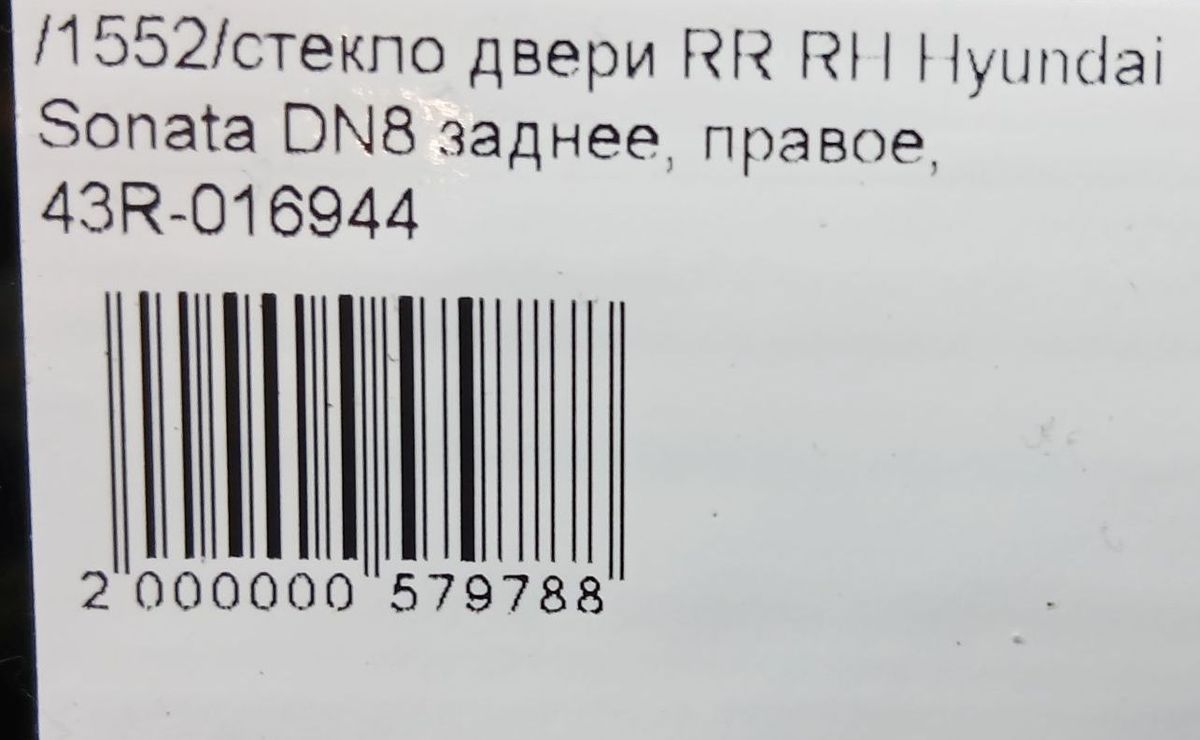 /1552/стекло двери RR RH Hyundai
Sonata DN8 заднее, правое,
43R-016944
2 000000 579788